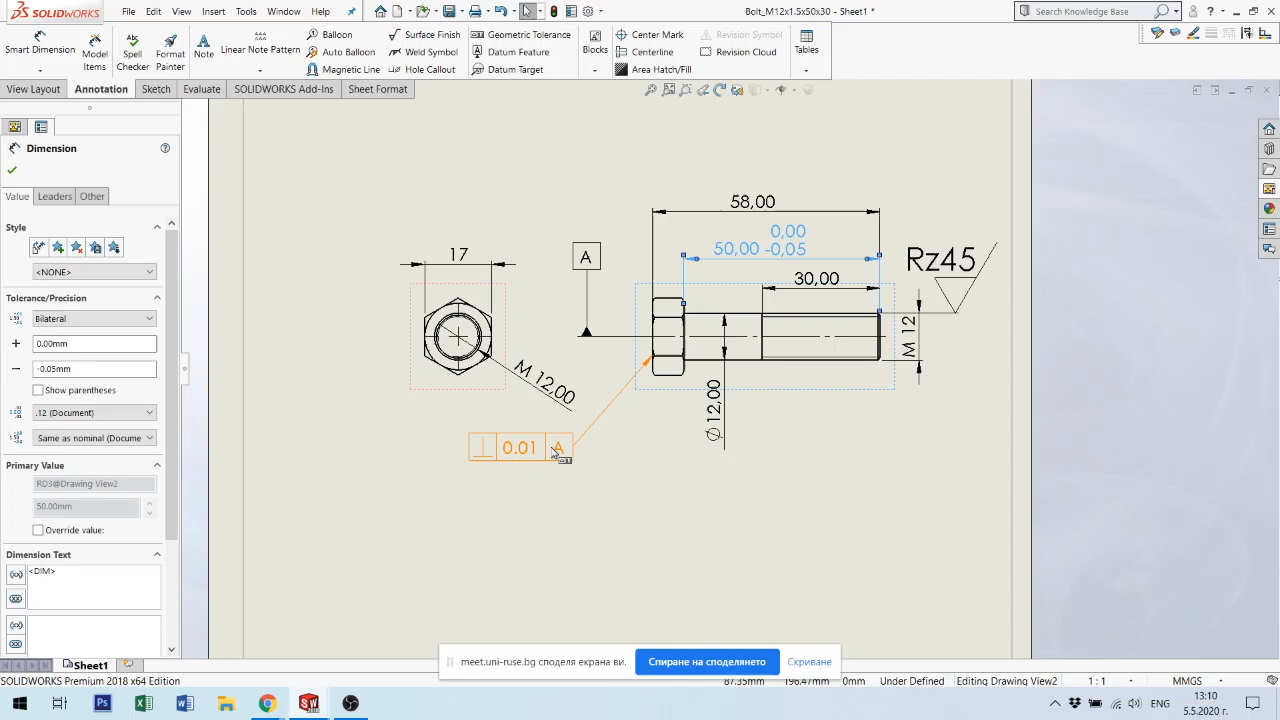 SOLIDWORKS
File Edit View Insert Tools Window Help
Bolt_M12x1.5x50x30 - Sheet1 *
Search Knowledge Base
Smart Dimension
Model Items
Spell Checker
Format Painter
Note
Linear Note Pattern
Balloon
Auto Balloon
Magnetic Line
Surface Finish
Weld Symbol
Hole Callout
Geometric Tolerance
Datum Feature
Datum Target
Blocks
Center Mark
Centerline
Area Hatch/Fill
Revision Symbol
Revision Cloud
Tables
View Layout Annotation Sketch Evaluate SOLIDWORKS Add-Ins Sheet Format
Dimension
Value Leaders Other
Style
<NONE>
Tolerance/Precision
Bilateral
+ 0.00mm
- -0.05mm
Show parentheses
.12 (Document)
Same as nominal (Docume
Primary Value
RD3@Drawing View2
50.00mm
Override value:
Dimension Text
<DIM>
58,00
0,00
50,00 -0,05
30,00
17
A
Rz45
M 12
M 12,00
∅ 12,00
0.01 A
Sheet1
meet.uni-ruse.bg споделя екрана ви.
Спиране на споделянето
Скриване
SOLIDWORKS Premium 2018 x64 Edition
87.35mm 196.47mm 0mm Under Defined Editing Drawing View2 1 : 1 MMGS
ENG
13:10
5.5.2020 г.